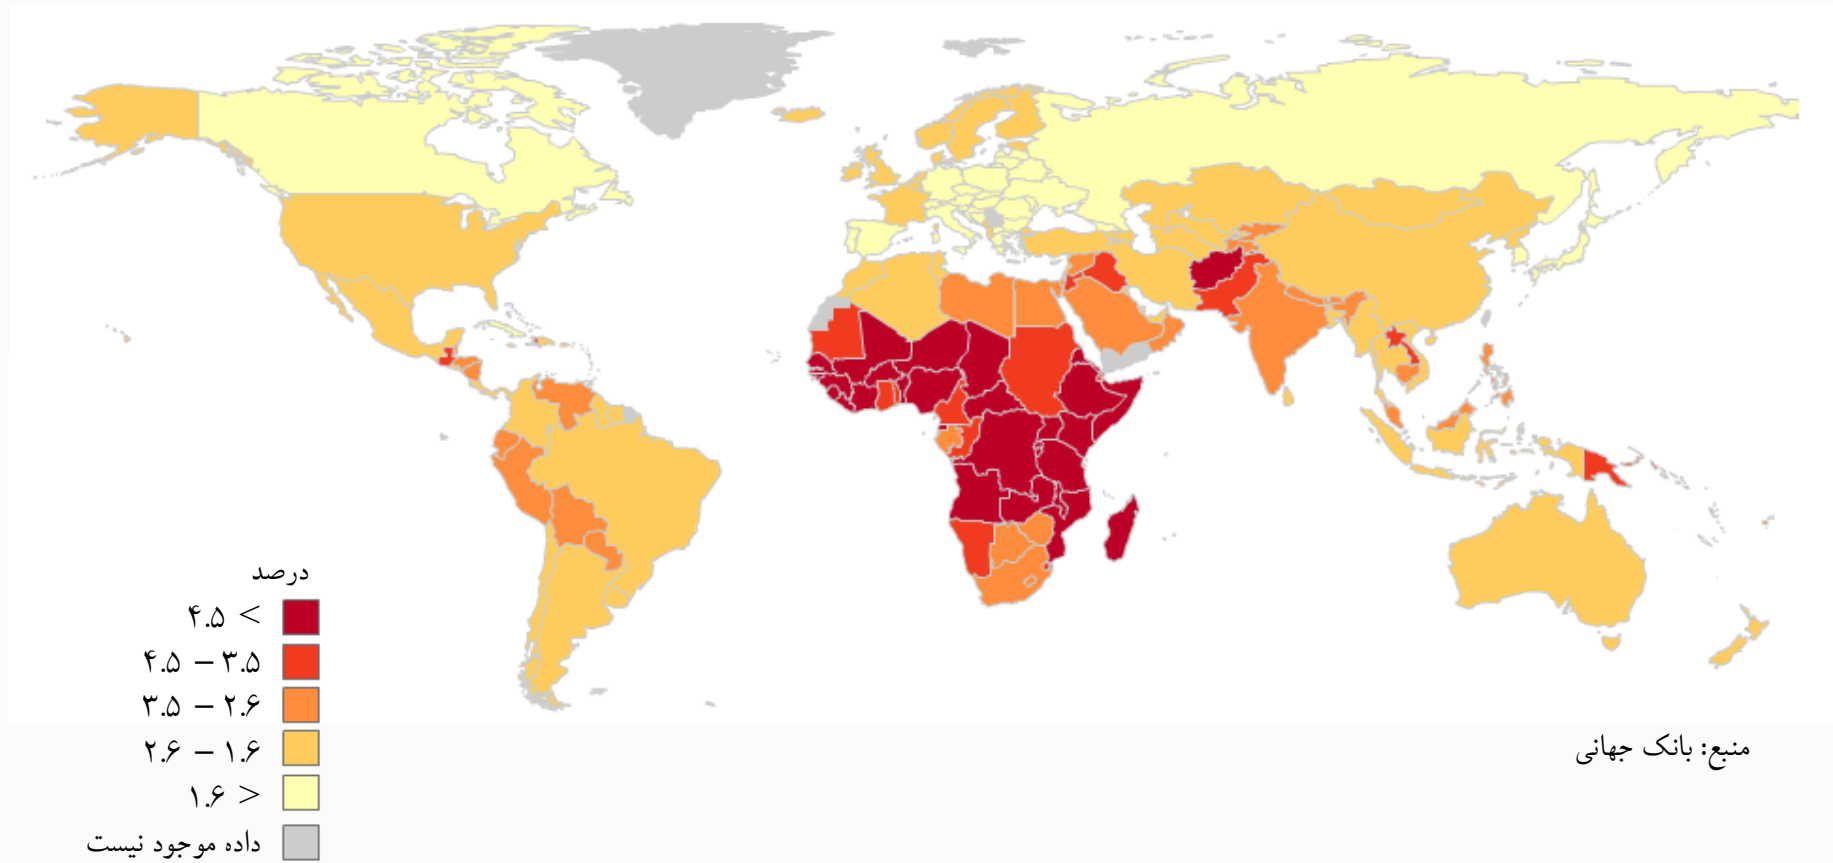 درصد
۴.۵ <
۴.۵ – ۳.۵
۳.۵ – ۲.۶
۲.۶ – ۱.۶
۱.۶ >
داده موجود نیست
منبع: بانک جهانی